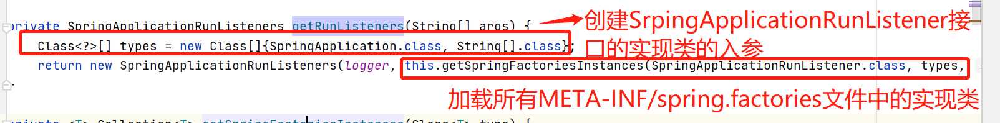 private SpringApplicationRunListeners getRunListeners(String[] args) {
创建SrpingApplicationRunListener接
Class<?>[] types = new Class[]{SpringApplication.class, String[].class};
口的实现类的入参
return new SpringApplicationRunListeners(logger, this.getSpringFactoriesInstances(SpringApplicationRunListener.class, types,
加载所有META-INF/spring.factories文件中的实现类
private <T> Collection<T> getSpringFactoriesInstances(Class<T> type) {